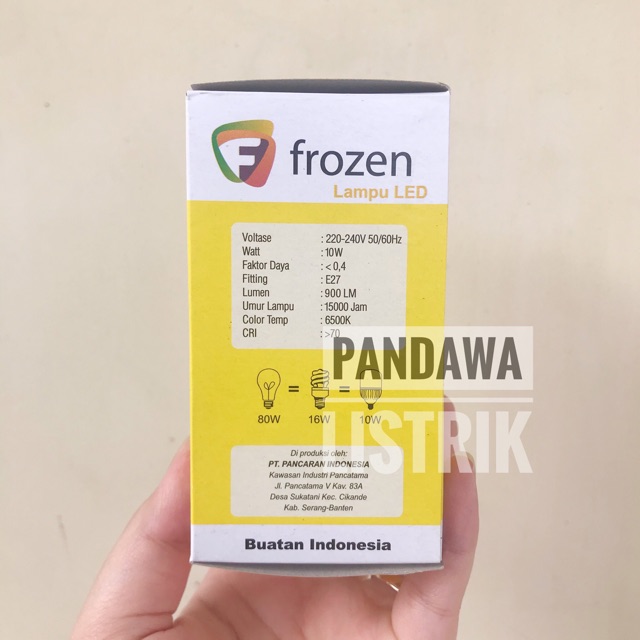 F frozen
Lampu LED
Voltase : 220-240V 50/60Hz
Watt : 10W
Faktor Daya : < 0,4
Fitting : E27
Lumen : 900 LM
Umur Lampu : 15000 Jam
Color Temp : 6500K
CRI : >70
PANDAWA
LISTRIK
= =
80W 16W 10W
Di produksi oleh:
PT. PANCARAN INDONESIA
Kawasan Industri Pancatama
Jl. Pancatama V Kav. 83A
Desa Sukatani Kec. Cikande
Kab. Serang-Banten
Buatan Indonesia